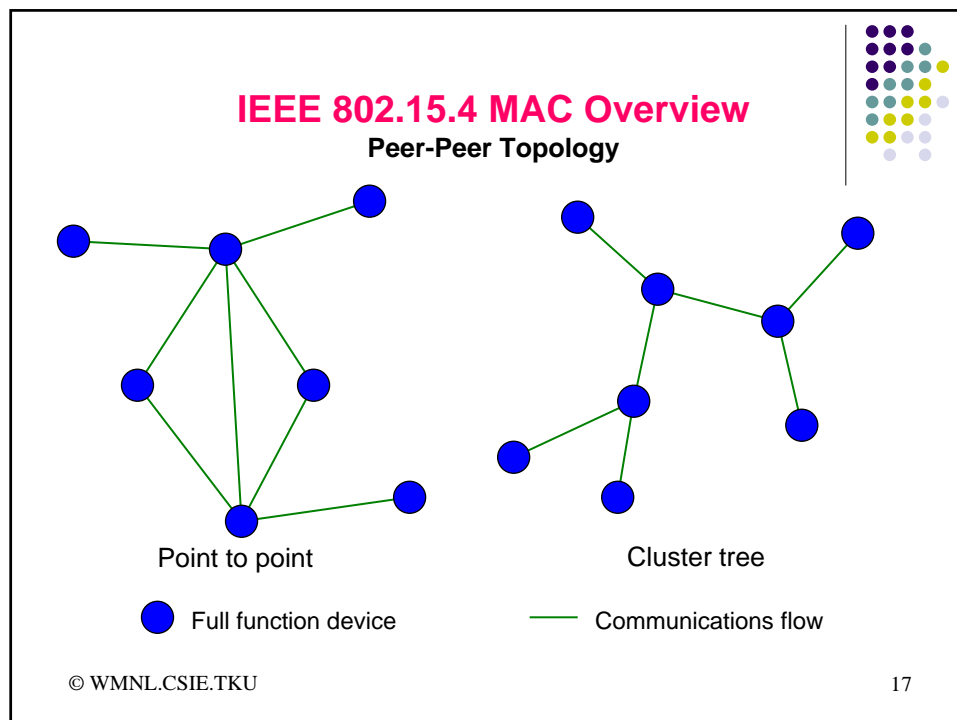 IEEE 802.15.4 MAC Overview
Peer-Peer Topology
Point to point
Cluster tree
Full function device
Communications flow
© WMNL.CSIE.TKU
17